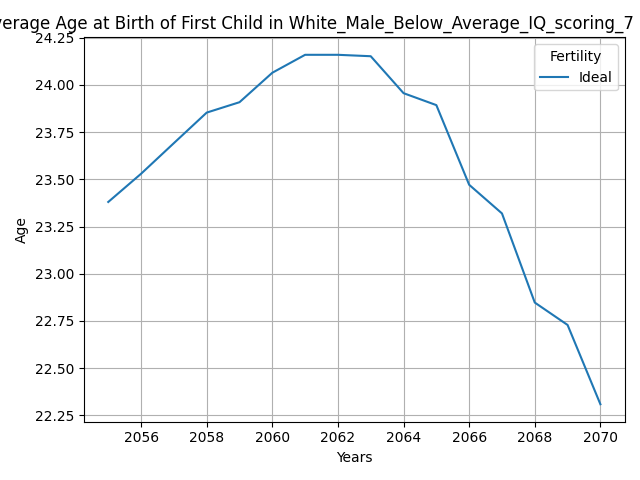 Average Age at Birth of First Child in White_Male_Below_Average_IQ_scoring_7
24.25
24.00
23.75
23.50
23.25
23.00
22.75
22.50
22.25
Age
Fertility
Ideal
2056 2058 2060 2062 2064 2066 2068 2070
Years